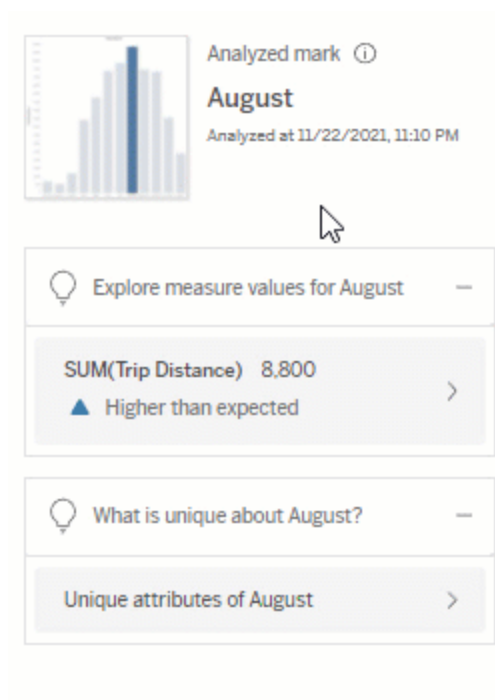 Analyzed mark
August
Analyzed at 11/22/2021, 11:10 PM
Explore measure values for August
SUM(Trip Distance) 8,800
Higher than expected
What is unique about August?
Unique attributes of August